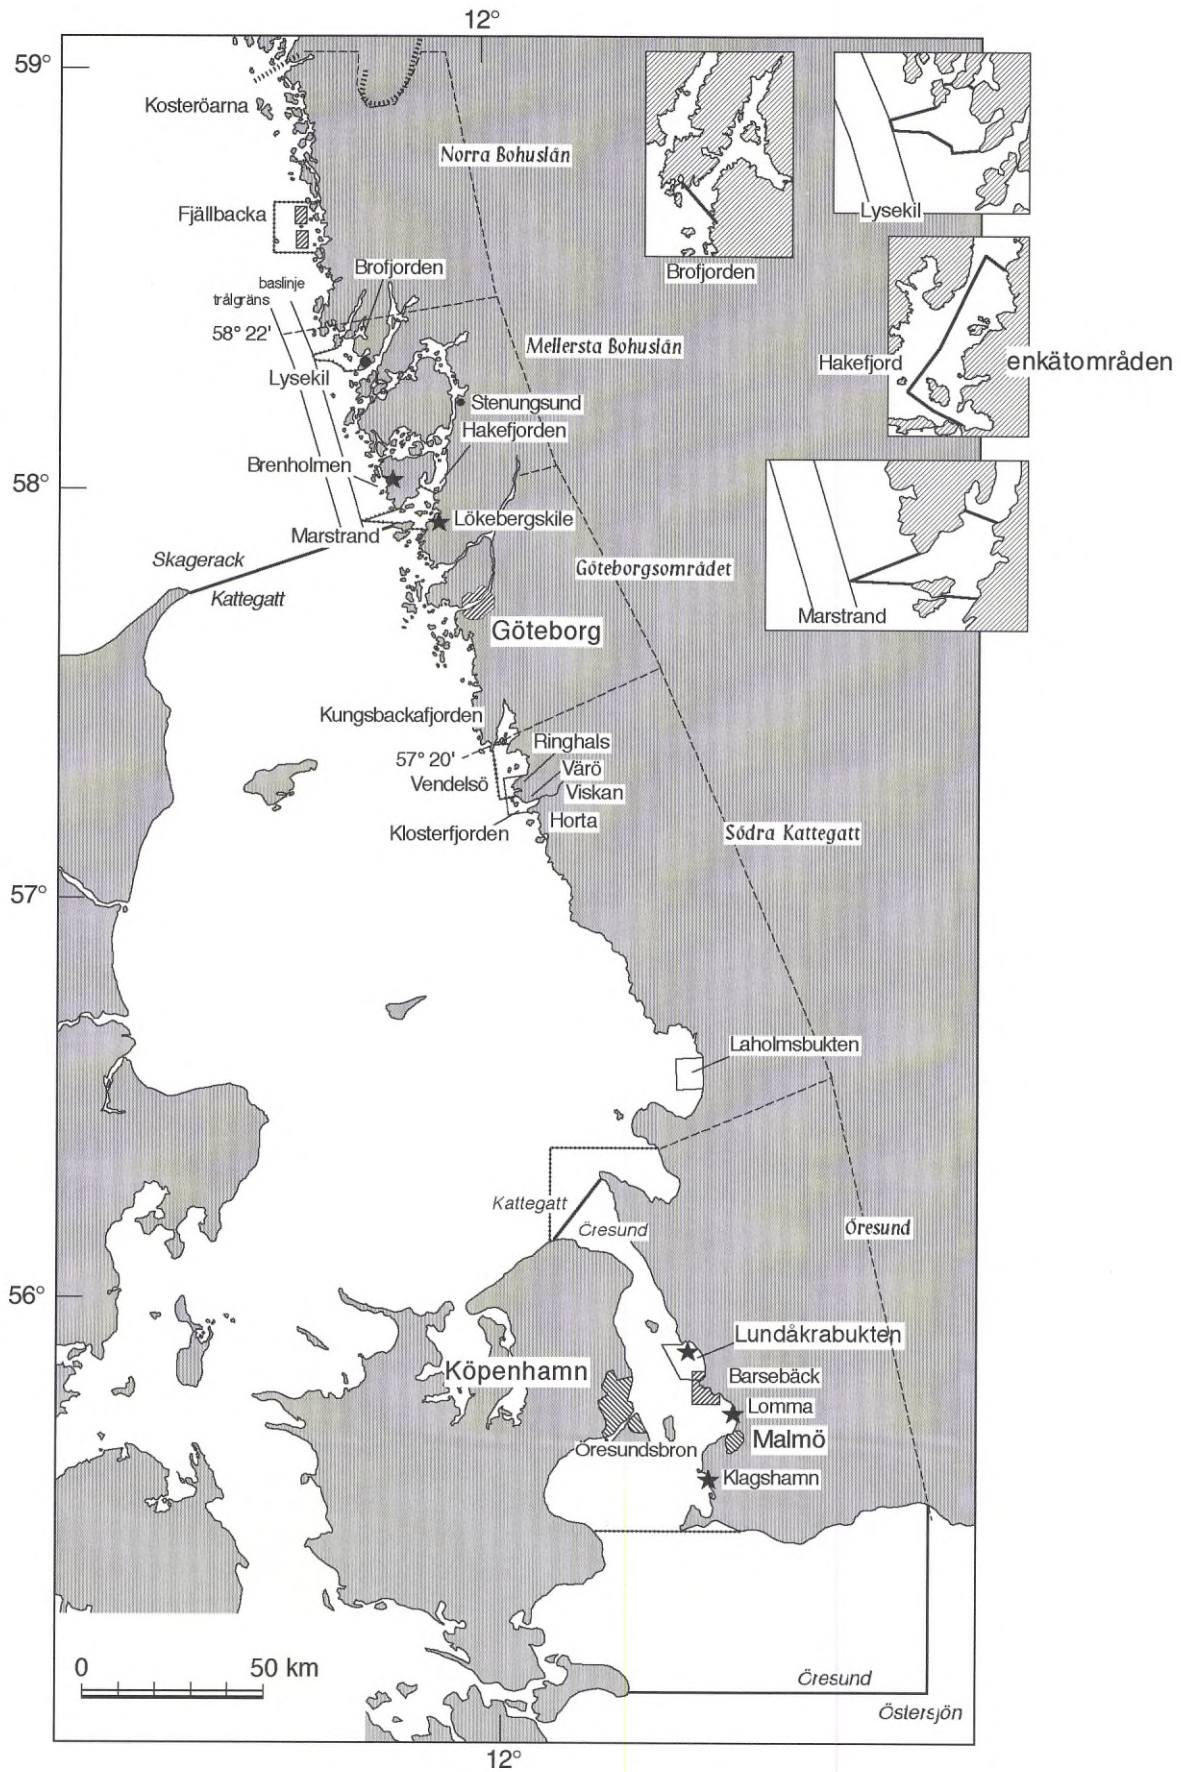 12°
59°
Kosteröarna
Norra Bohuslän
Fjällbacka
Lysekil
Brofjorden
Brofjorden
baslinje
trålgräns
58° 22'
Mellersta Bohuslän
Hakefjord
enkätområden
Lysekil
Stenungsund
Hakefjorden
Brenholmen
58°
Marstrand
Lökebergskile
Skagerack
Kattegatt
Göteborgsområdet
Marstrand
Göteborg
Kungsbackafjorden
Ringhals
57° 20'
Värö
Vendelsö
Viskan
Klosterfjorden
Horta
Södra Kattegatt
57°
Laholmsbukten
Kattegatt
Öresund
Öresund
56°
Lundåkrabukten
Köpenhamn
Barsebäck
Lomma
Malmö
Öresundsbron
Klagshamn
0 50 km
Öresund
Östersjön
12°